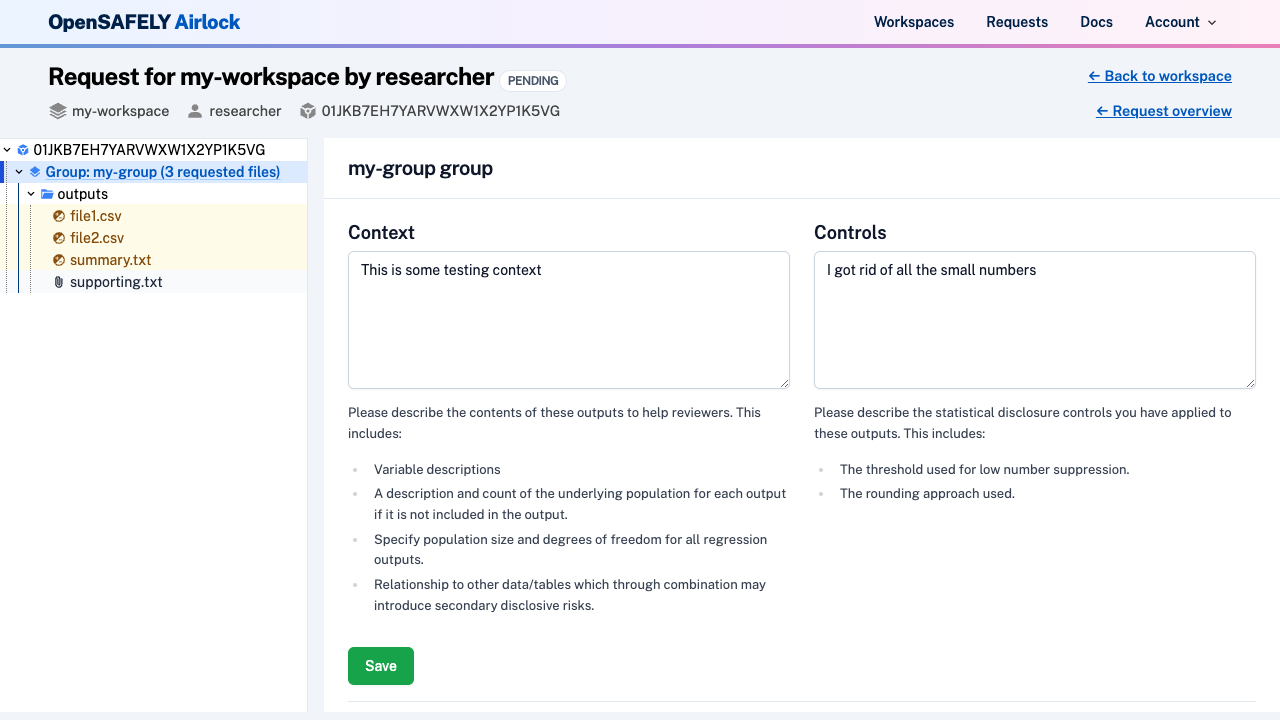 OpenSAFELY Airlock
Workspaces
Requests
Docs
Account
Request for my-workspace by researcher PENDING
← Back to workspace
my-workspace researcher 01JKB7EH7YARVWXW1X2YP1K5VG
← Request overview
01JKB7EH7YARVWXW1X2YP1K5VG
Group: my-group (3 requested files)
outputs
file1.csv
file2.csv
summary.txt
supporting.txt
my-group group
Context
This is some testing context
Please describe the contents of these outputs to help reviewers. This
includes:
Variable descriptions
A description and count of the underlying population for each output
if it is not included in the output.
Specify population size and degrees of freedom for all regression
outputs.
Relationship to other data/tables which through combination may
introduce secondary disclosive risks.
Controls
I got rid of all the small numbers
Please describe the statistical disclosure controls you have applied to
these outputs. This includes:
The threshold used for low number suppression.
The rounding approach used.
Save